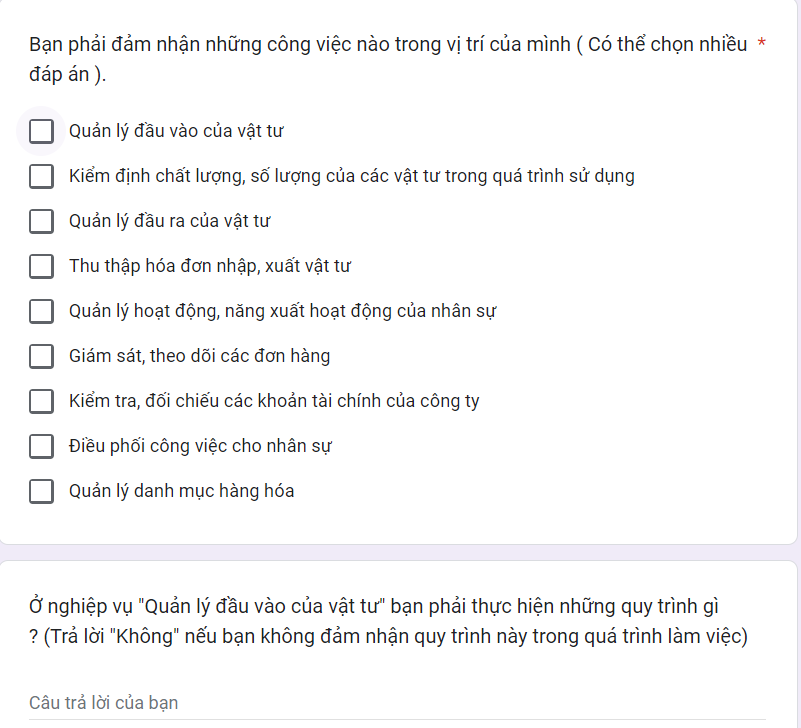 Bạn phải đảm nhận những công việc nào trong vị trí của mình ( Có thể chọn nhiều *
đáp án ).
Quản lý đầu vào của vật tư
Kiểm định chất lượng, số lượng của các vật tư trong quá trình sử dụng
Quản lý đầu ra của vật tư
Thu thập hóa đơn nhập, xuất vật tư
Quản lý hoạt động, năng xuất hoạt động của nhân sự
Giám sát, theo dõi các đơn hàng
Kiểm tra, đối chiếu các khoản tài chính của công ty
Điều phối công việc cho nhân sự
Quản lý danh mục hàng hóa
Ở nghiệp vụ "Quản lý đầu vào của vật tư" bạn phải thực hiện những quy trình gì
? (Trả lời "Không" nếu bạn không đảm nhận quy trình này trong quá trình làm việc)
Câu trả lời của bạn